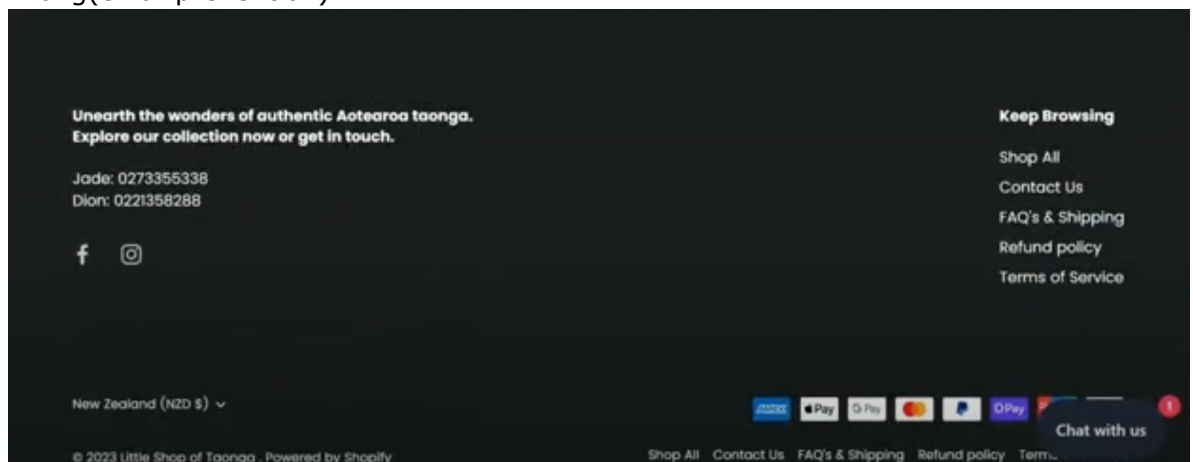 Unearth the wonders of authentic Aotearoa taonga.
Explore our collection now or get in touch.
Jade: 0273355338
Dion: 0221358288
Keep Browsing
Shop All
Contact Us
FAQ's & Shipping
Refund policy
Terms of Service
New Zealand (NZD $)
AMEX Pay G Pay OPay
1
Chat with us
© 2023 Little Shop of Taonga . Powered by Shopify
Shop All Contact Us FAQ's & Shipping Refund policy